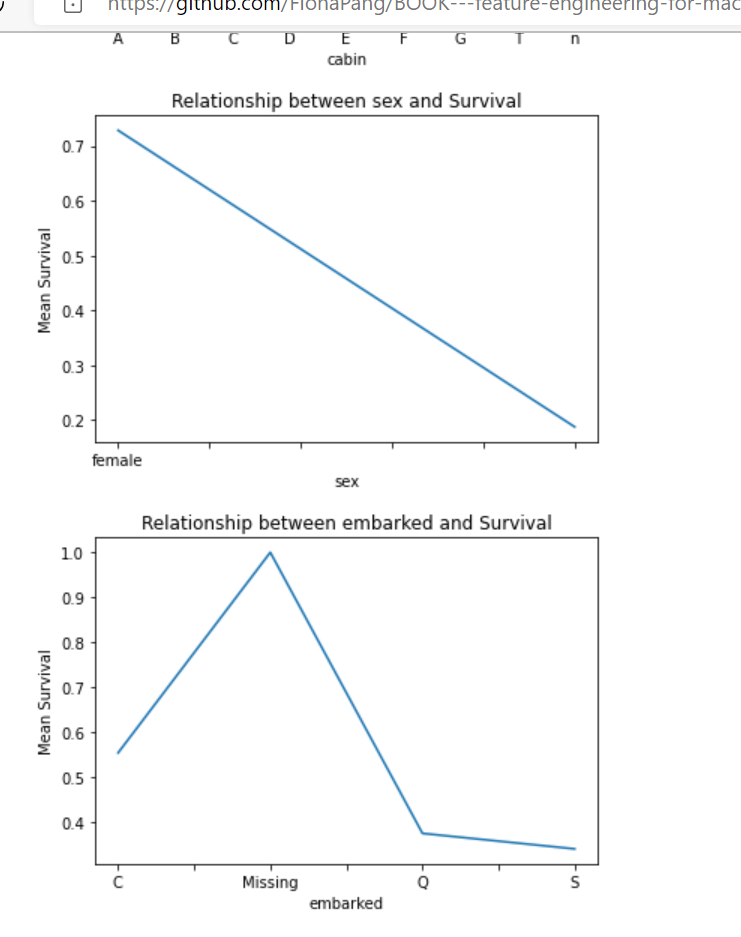 https://github.com/FionaPang/BOOK---feature-engineering-for-mac
A B C D E F G T n
cabin
Relationship between sex and Survival
Mean Survival
0.7
0.6
0.5
0.4
0.3
0.2
female
sex
Relationship between embarked and Survival
Mean Survival
1.0
0.9
0.8
0.7
0.6
0.5
0.4
C Missing Q S
embarked